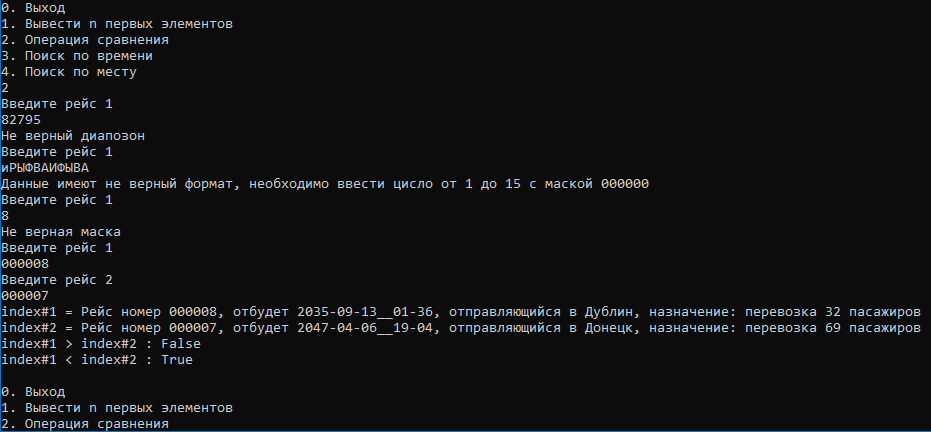 0. Выход
1. Вывести n первых элементов
2. Операция сравнения
3. Поиск по времени
4. Поиск по месту
2
Введите рейс 1
82795
Не верный диапозон
Введите рейс 1
иРЫФВАИФЫВА
Данные имеют не верный формат, необходимо ввести цисло от 1 до 15 с маской 000000
Введите рейс 1
8
Не верная маска
Введите рейс 1
000008
Введите рейс 2
000007
index#1 = Рейс номер 000008, отбудет 2035-09-13__01-36, отправляющийся в Дублин, назначение: перевозка 32 пасажиров
index#2 = Рейс номер 000007, отбудет 2047-04-06__19-04, отправляющийся в Донецк, назначение: перевозка 69 пасажиров
index#1 > index#2 : False
index#1 < index#2 : True
0. Выход
1. Вывести n первых элементов
2. Операция сравнения